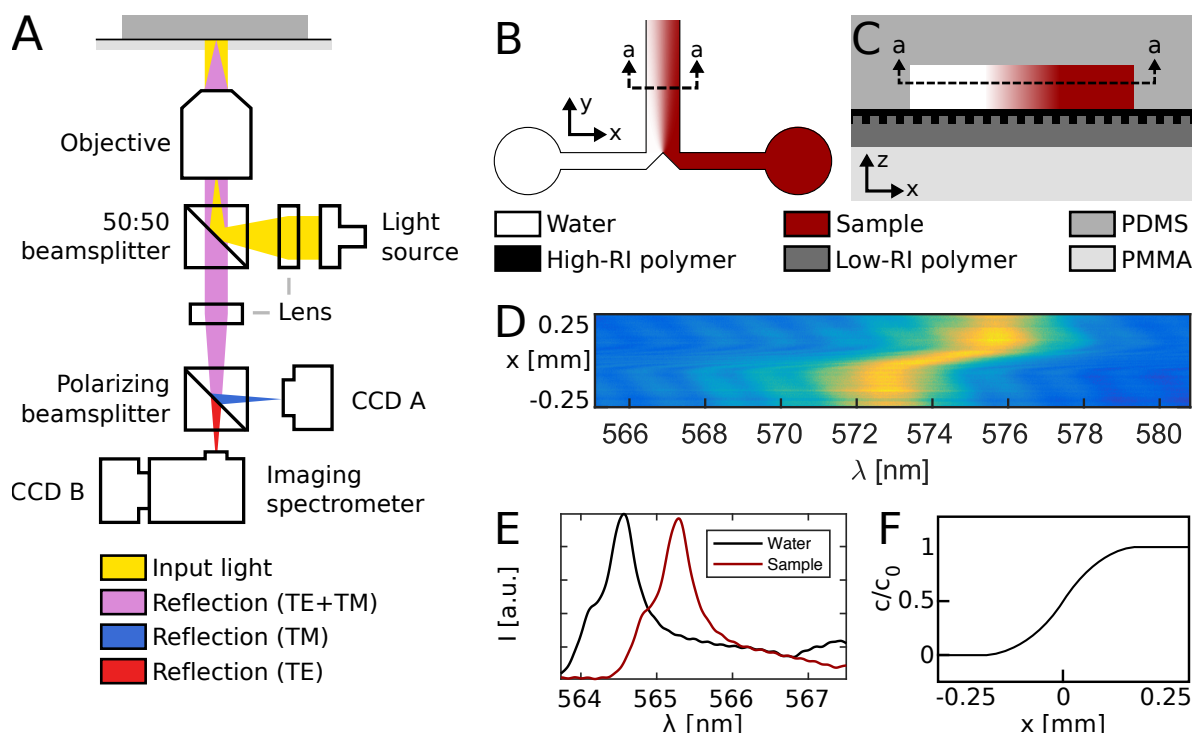 A
Objective
50:50
beamsplitter
Light
source
Lens
Polarizing
beamsplitter
CCD A
CCD B
Imaging
spectrometer
Input light
Reflection (TE+TM)
Reflection (TM)
Reflection (TE)
B
a
a
y
x
C
a
a
z
x
Water
Sample
PDMS
High-RI polymer
Low-RI polymer
PMMA
D
0.25
x [mm]
-0.25
566 568 570 572 574 576 578 580
λ [nm]
E
I [a.u.]
Water
Sample
564 565 566 567
λ [nm]
F
c/c0
1
0.5
0
-0.25 0 0.25
x [mm]